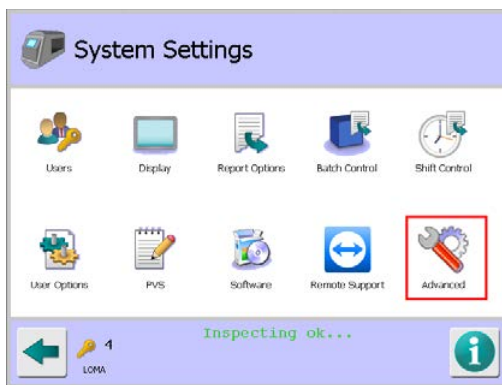 System Settings
Users Display Report Options Batch Control Shift Control
User Options PVS Software Remote Support Advanced
Inspecting ok...
4
LOMA